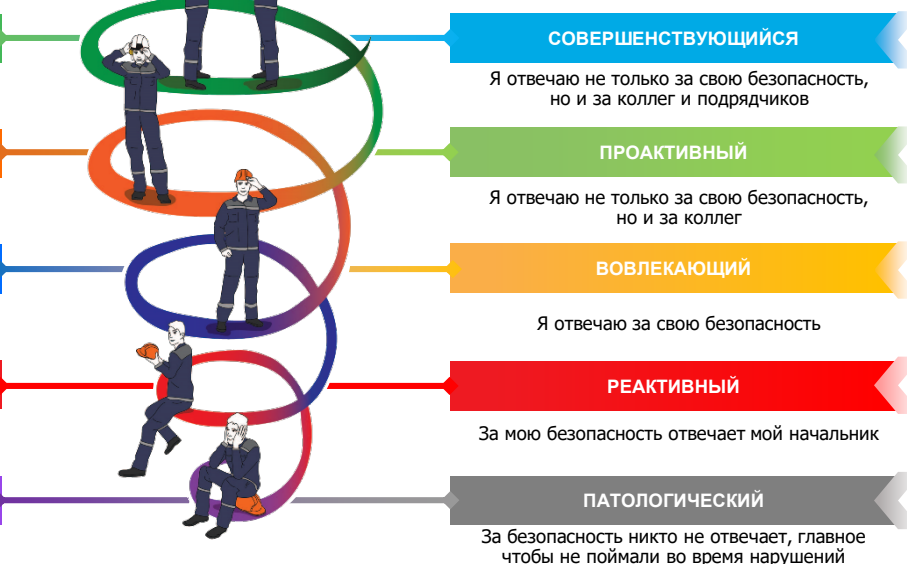 СОВЕРШЕНСТВУЮЩИЙСЯ
Я отвечаю не только за свою безопасность,
но и за коллег и подрядчиков
ПРОАКТИВНЫЙ
Я отвечаю не только за свою безопасность,
но и за коллег
ВОВЛЕКАЮЩИЙ
Я отвечаю за свою безопасность
РЕАКТИВНЫЙ
За мою безопасность отвечает мой начальник
ПАТОЛОГИЧЕСКИЙ
За безопасность никто не отвечает, главное
чтобы не поймали во время нарушений